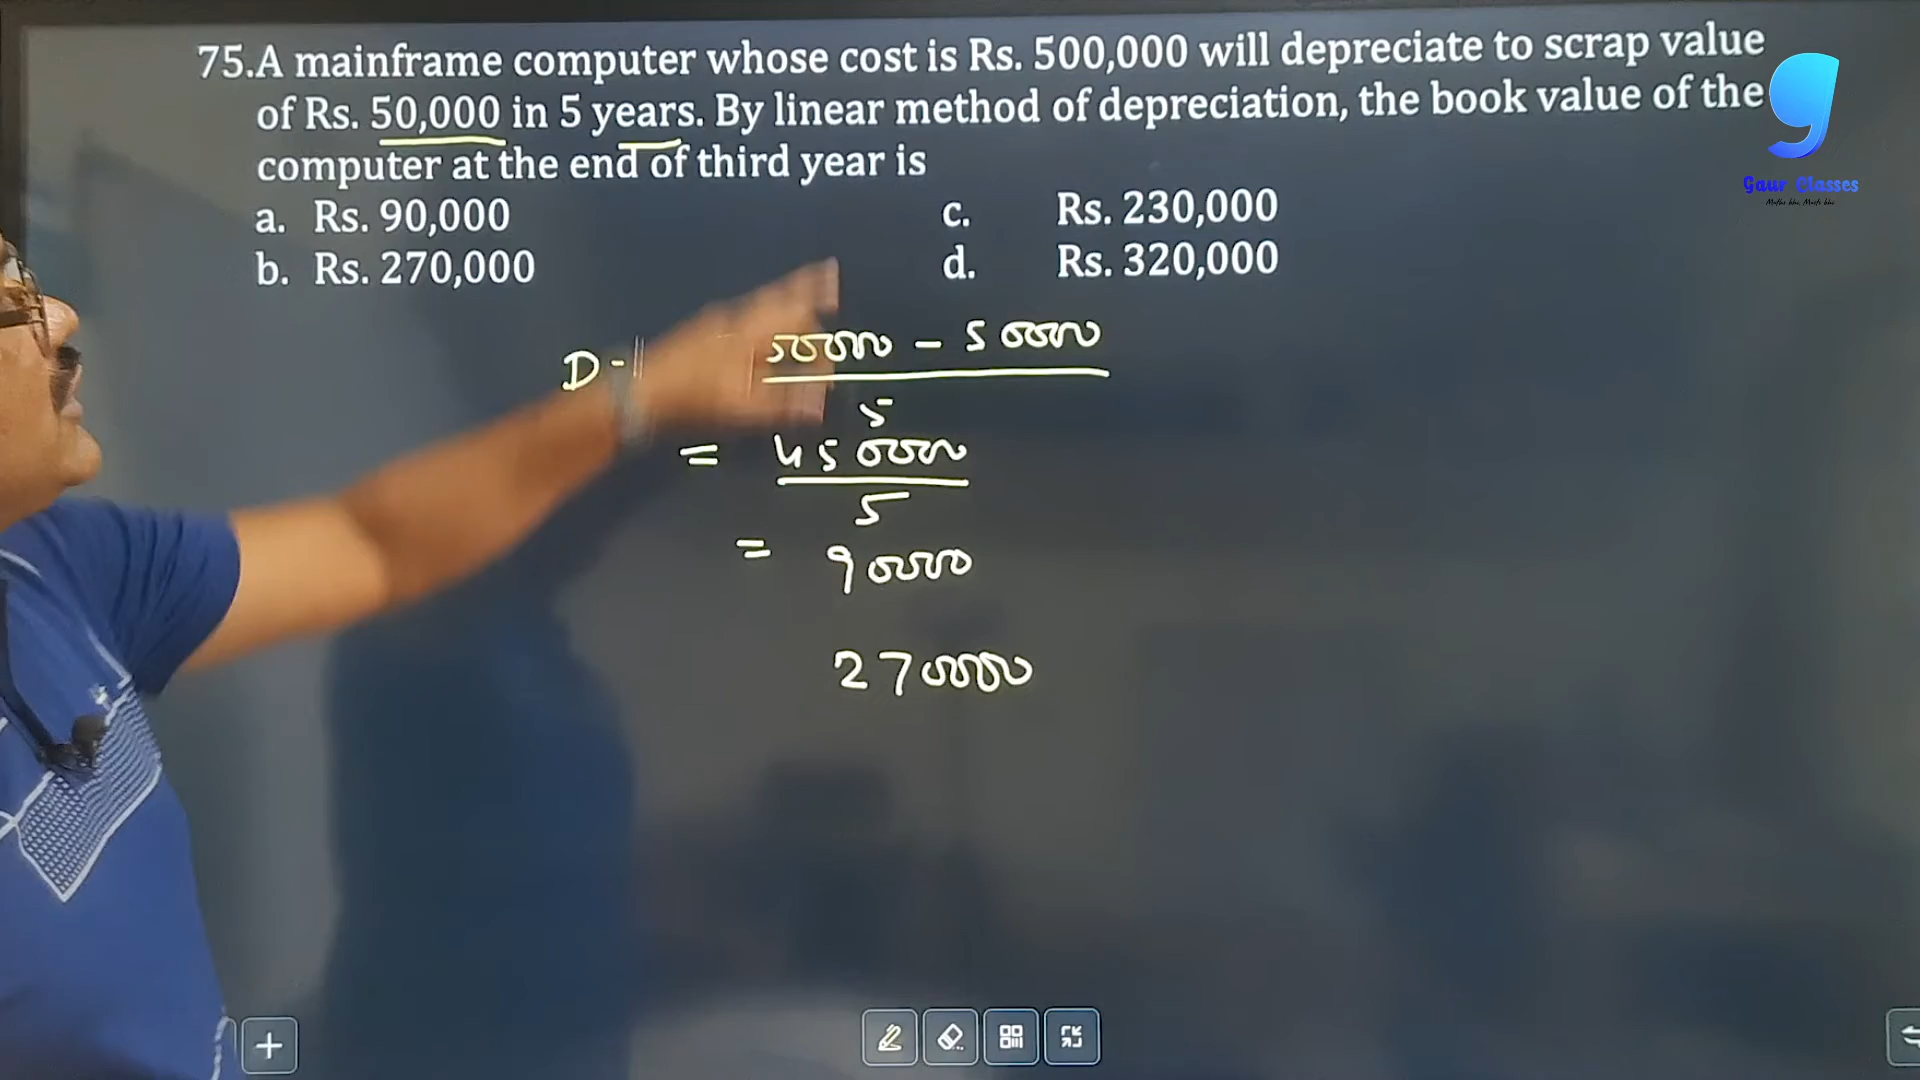 75.A mainframe computer whose cost is Rs. 500,000 will depreciate to scrap value
of Rs. 50,000 in 5 years. By linear method of depreciation, the book value of the
computer at the end of third year is
a. Rs. 90,000
c. Rs. 230,000
b. Rs. 270,000
d. Rs. 320,000
g
Gaur Classes
D =
500000 - 50000
5
= 450000
5
= 90000
270000